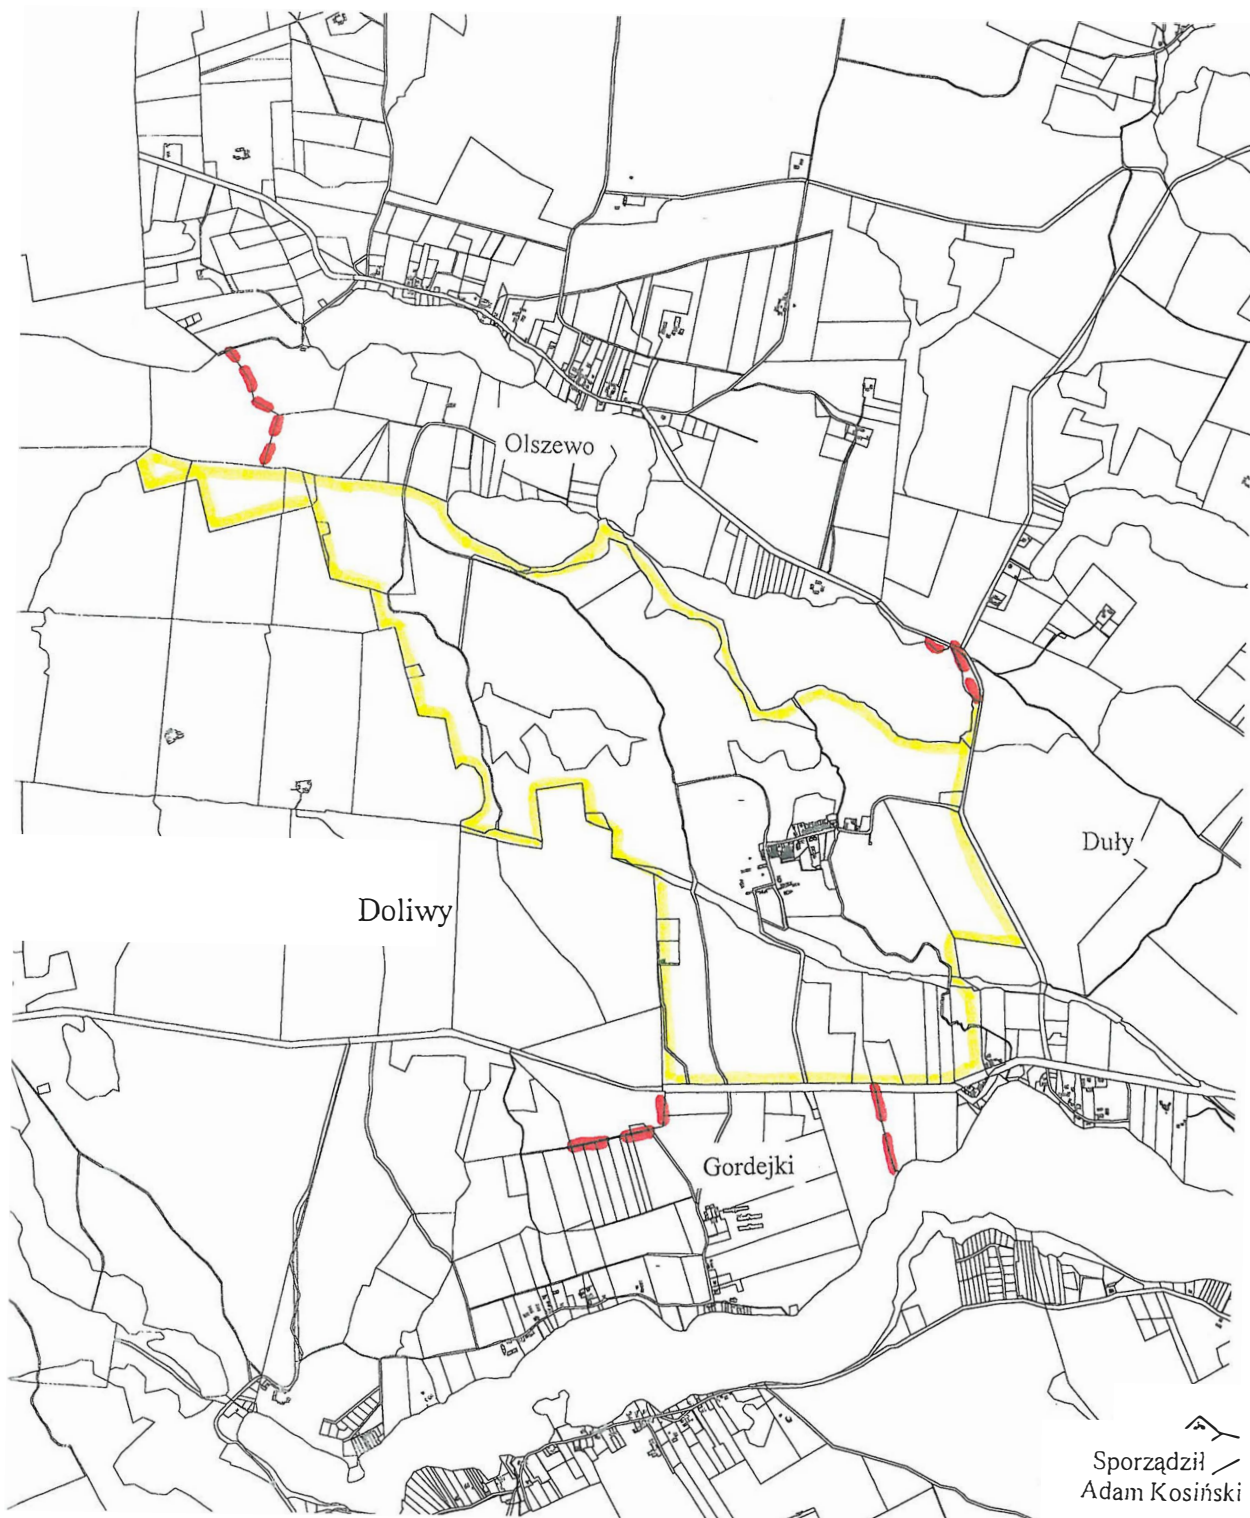 Olszewo
Duły
Doliwy
Gordejki
Sporządził
Adam Kosiński